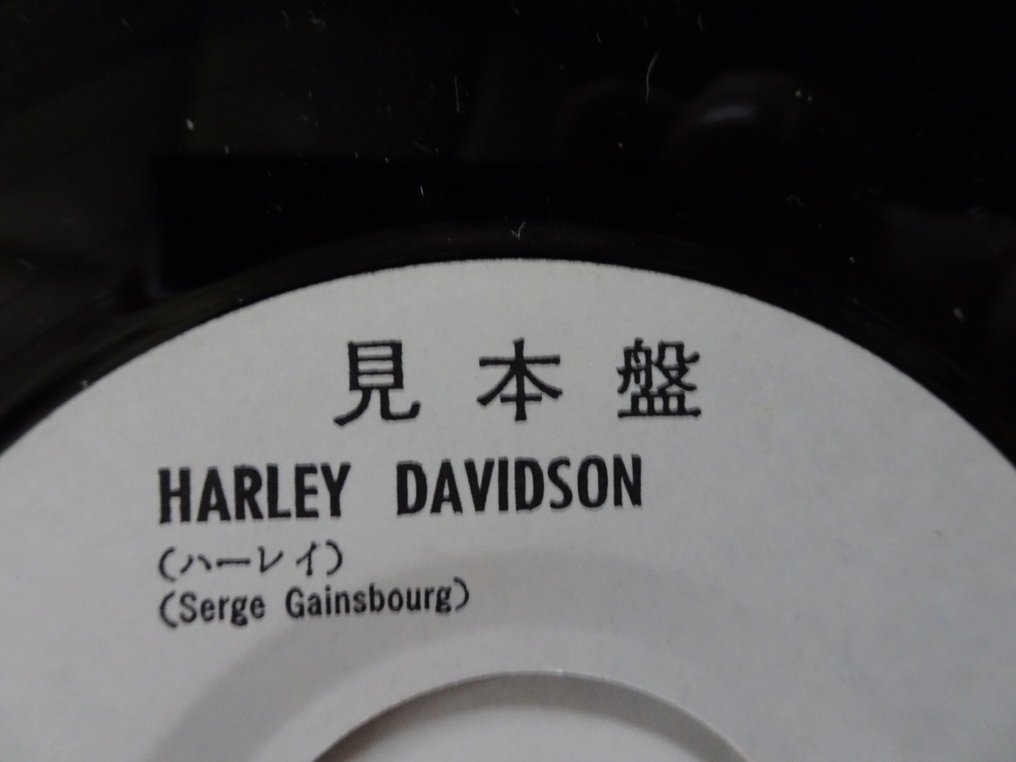 見本盤
HARLEY DAVIDSON
(ハーレイ)
(Serge Gainsbourg)